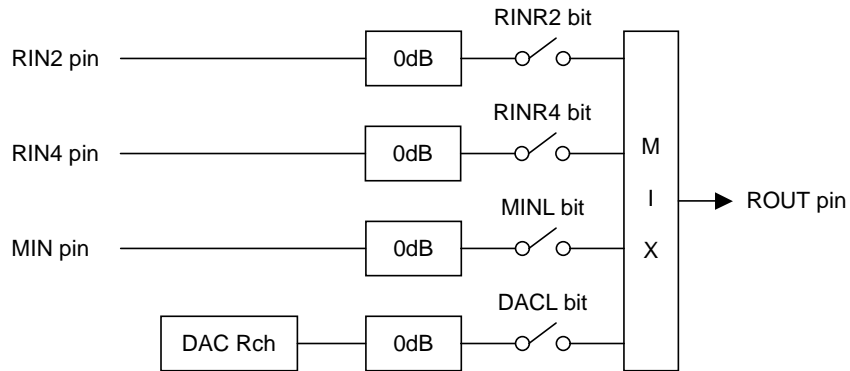 RINR2 bit
RIN2 pin
0dB
RINR4 bit
RIN4 pin
0dB
MINL bit
MIN pin
0dB
DACL bit
DAC Rch
0dB
M
I
X
ROUT pin